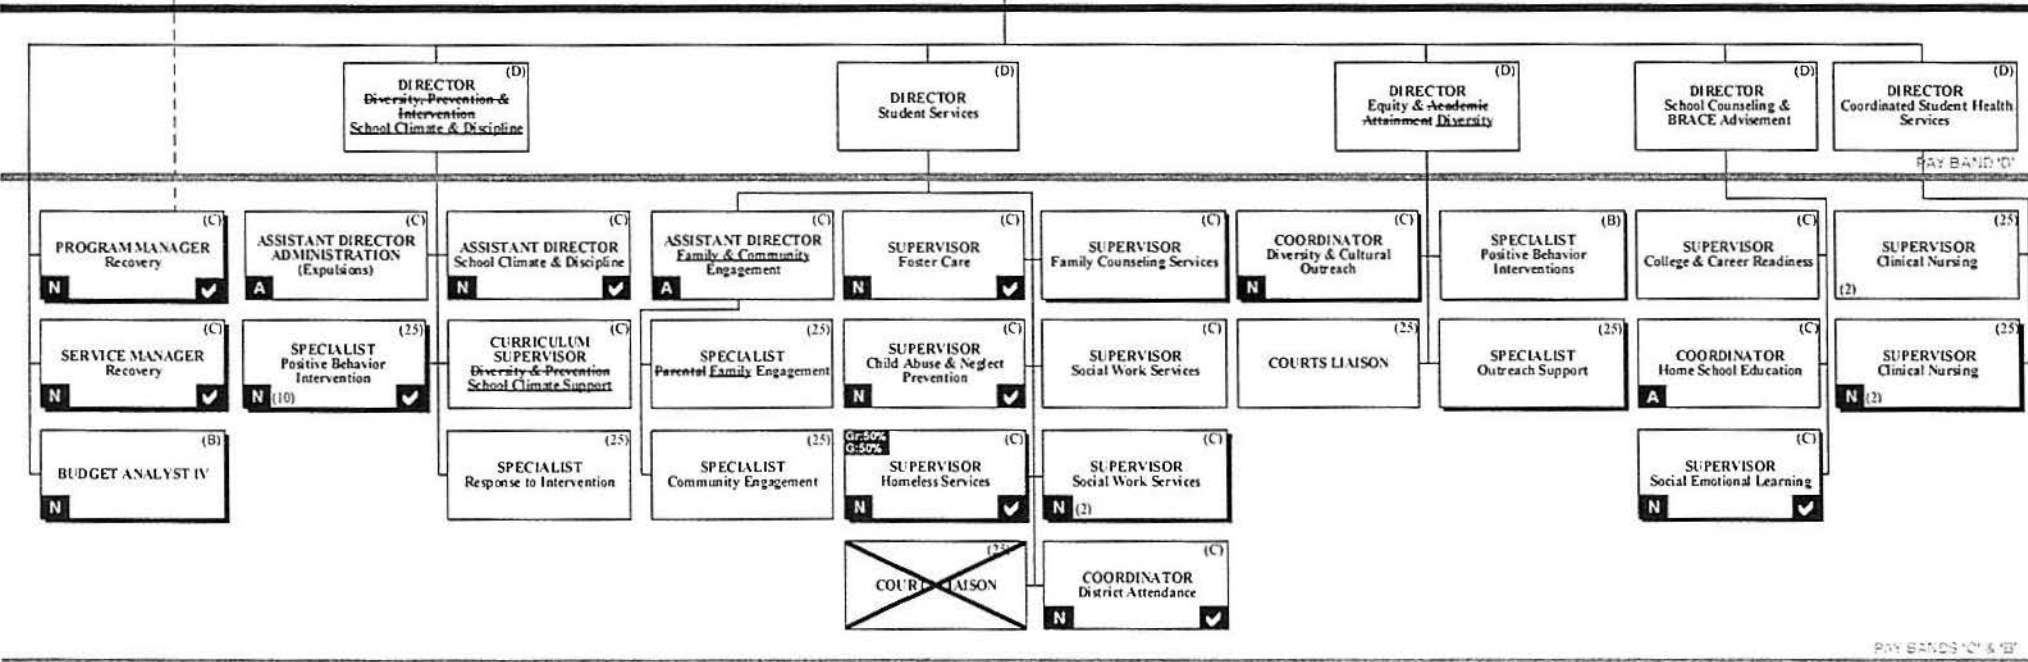 (D)
DIRECTOR
Diversity, Prevention &
Intervention
School Climate & Discipline
(D)
DIRECTOR
Student Services
(D)
DIRECTOR
Equity & Academic
Attainment Diversity
(D)
DIRECTOR
School Counseling &
BRACE Advisement
(D)
DIRECTOR
Coordinated Student Health
Services
PAY BAND 'D'
(C)
PROGRAM MANAGER
Recovery
N
(C)
ASSISTANT DIRECTOR
ADMINISTRATION
(Expulsions)
A
(C)
ASSISTANT DIRECTOR
School Climate & Discipline
N
(C)
ASSISTANT DIRECTOR
Family & Community
Engagement
A
(C)
SUPERVISOR
Foster Care
N
(C)
SUPERVISOR
Family Counseling Services
(C)
COORDINATOR
Diversity & Cultural
Outreach
N
(B)
SPECIALIST
Positive Behavior
Interventions
(C)
SUPERVISOR
College & Career Readiness
(25)
SUPERVISOR
Clinical Nursing
(2)
(C)
SERVICE MANAGER
Recovery
N
(25)
SPECIALIST
Positive Behavior
Intervention
N (10)
(C)
CURRICULUM
SUPERVISOR
Diversity & Prevention
School Climate Support
(25)
SPECIALIST
Parental Family Engagement
(C)
SUPERVISOR
Child Abuse & Neglect
Prevention
N
(C)
SUPERVISOR
Social Work Services
(25)
COURTS LIAISON
(25)
SPECIALIST
Outreach Support
(C)
COORDINATOR
Home School Education
A
(25)
SUPERVISOR
Clinical Nursing
N (2)
(B)
BUDGET ANALYST IV
N
(25)
SPECIALIST
Response to Intervention
(25)
SPECIALIST
Community Engagement
Gr:50%
G:50%
(C)
SUPERVISOR
Homeless Services
N
(C)
SUPERVISOR
Social Work Services
N (2)
(C)
SUPERVISOR
Social Emotional Learning
N
(25)
(C)
COORDINATOR
District Attendance
N
PAY BANDS 'C' & 'B'